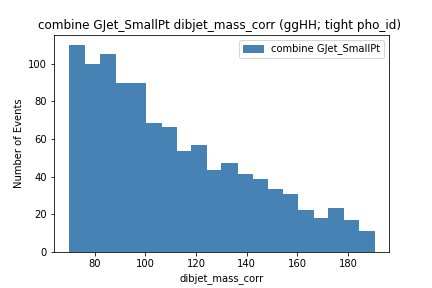 combine GJet_SmallPt dibjet_mass_corr (ggHH; tight pho_id)
combine GJet_SmallPt
Number of Events
100
80
60
40
20
0
80 100 120 140 160 180
dibjet_mass_corr